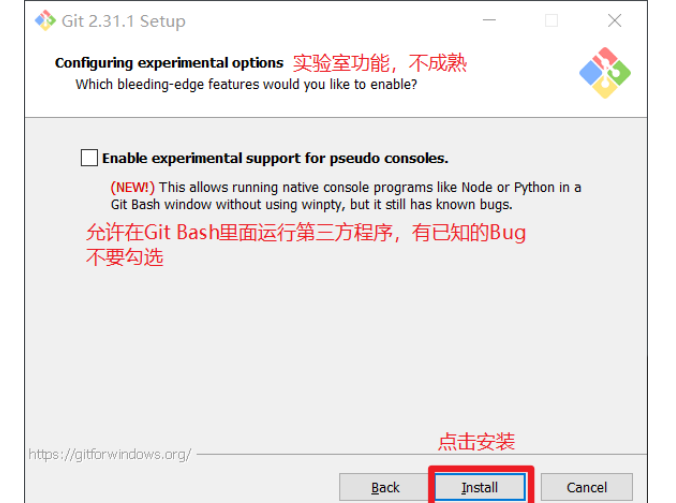 Git 2.31.1 Setup
Configuring experimental options 实验室功能，不成熟
Which bleeding-edge features would you like to enable?
Enable experimental support for pseudo consoles.
(NEW!) This allows running native console programs like Node or Python in a
Git Bash window without using winpty, but it still has known bugs.
允许在Git Bash里面运行第三方程序，有已知的Bug
不要勾选
点击安装
https://gitforwindows.org/
Back Install Cancel